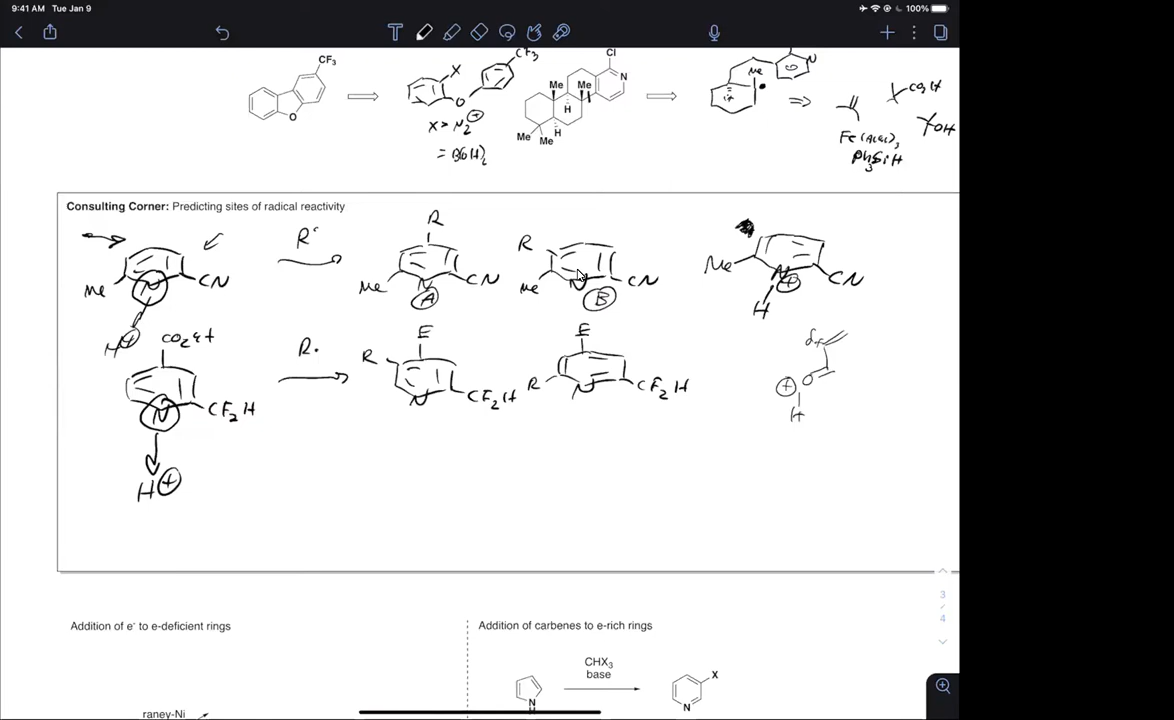 9:41 AM Tue Jan 9
100%
CF₃
O
X
CF₃
O
X > N₂⁺
= B(OH)₂
Cl
N
Me
Me
H
H
Me
Me
Me
N
CO₂H
OH
Fe(acac)₃
Ph₃SiH
Consulting Corner: Predicting sites of radical reactivity
Me
N
CN
H⁺
R•
R
Me
N
CN
A
R
Me
N
CN
B
Me
N
⊕
H
CN
CO₂Et
N
CF₂H
H⁺
R•
E
R
N
CF₂H
E
R
N
CF₂H
δ+
⊕
O
H
3
/
4
Addition of e⁻ to e-deficient rings
Addition of carbenes to e-rich rings
raney-Ni
N
H
CHX₃
base
X
N